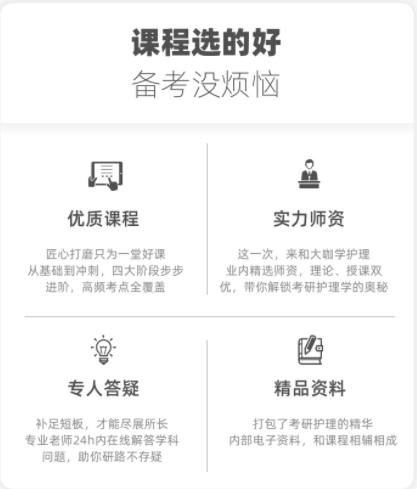 课程选的好
备考没烦恼
优质课程
匠心打磨只为一堂好课
从基础到冲刺，四大阶段步步
进阶，高频考点全覆盖
实力师资
这一次，来和大咖学护理
业内精选师资，理论、授课双
优，带你解锁考研护理学的奥秘
专人答疑
补足短板，才能尽展所长
专业老师24h内在线解答学科
问题，助你研路不存疑
精品资料
打包了考研护理的精华
内部电子资料，和课程相辅相成